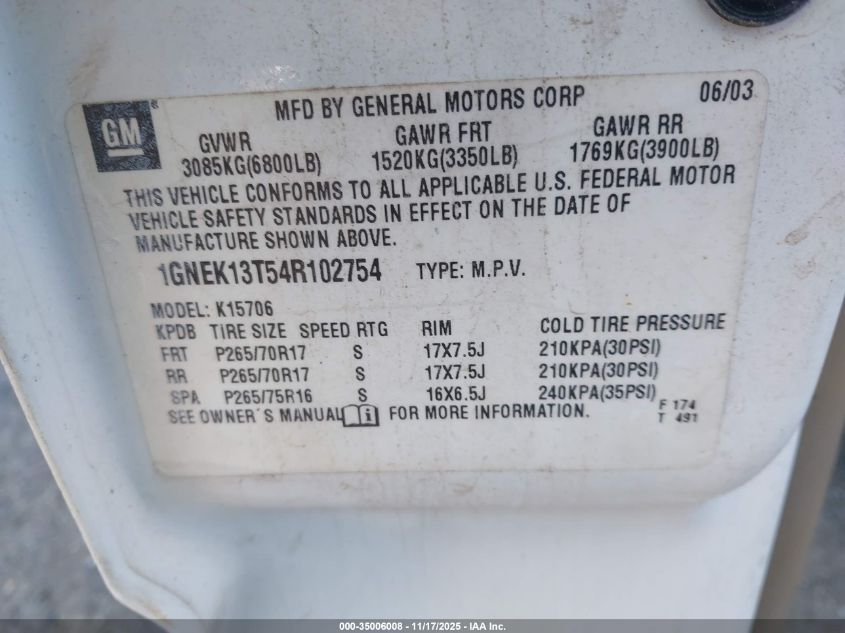 GM
®
MFD BY GENERAL MOTORS CORP 06/03
GVWR GAWR FRT GAWR RR
3085KG(6800LB) 1520KG(3350LB) 1769KG(3900LB)
THIS VEHICLE CONFORMS TO ALL APPLICABLE U.S. FEDERAL MOTOR
VEHICLE SAFETY STANDARDS IN EFFECT ON THE DATE OF
MANUFACTURE SHOWN ABOVE.
1GNEK13T54R102754 TYPE: M.P.V.
MODEL: K15706
KPDB TIRE SIZE SPEED RTG RIM COLD TIRE PRESSURE
FRT P265/70R17 S 17X7.5J 210KPA(30PSI)
RR P265/70R17 S 17X7.5J 210KPA(30PSI)
SPA P265/75R16 S 16X6.5J 240KPA(35PSI)
SEE OWNER'S MANUAL i FOR MORE INFORMATION.
F 174
T 491
000-35006008 - 11/17/2025 - IAA Inc.